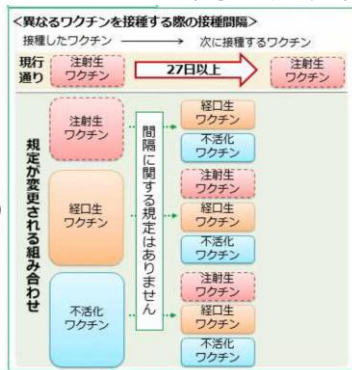 <異なるワクチンを接種する際の接種間隔>
接種したワクチン → 次に接種するワクチン
現行
通り
注射生
ワクチン
27日以上
注射生
ワクチン
規定が変更される組み合わせ
注射生
ワクチン
間隔に関する規定はありません
経口生
ワクチン
不活化
ワクチン
経口生
ワクチン
注射生
ワクチン
経口生
ワクチン
不活化
ワクチン
不活化
ワクチン
注射生
ワクチン
経口生
ワクチン
不活化
ワクチン